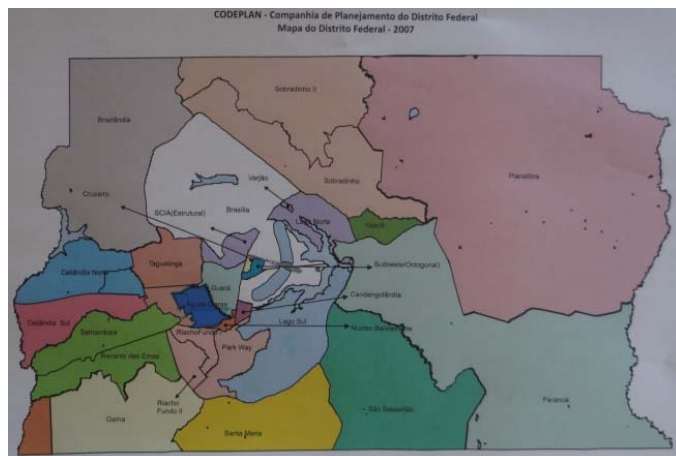 CODEPLAN - Companhia de Planejamento do Distrito Federal
Mapa do Distrito Federal - 2007
Sobradinho II
Brazlândia
Planaltina
Varjão
Sobradinho
Cruzeiro
SCIA(Estrutural)
Brasília
Lago Norte
Itapoã
Taguatinga
Sudoeste/Octogonal)
Ceilândia Norte
Guará
Candangolândia
Águas Claras
Ceilândia Sul
Lago Sul
Núcleo Bandeirante
Samambaia
RiachoFundo I
Park Way
Recanto das Emas
Riacho
Fundo II
Paranoá
São Sebastião
Gama
Santa Maria